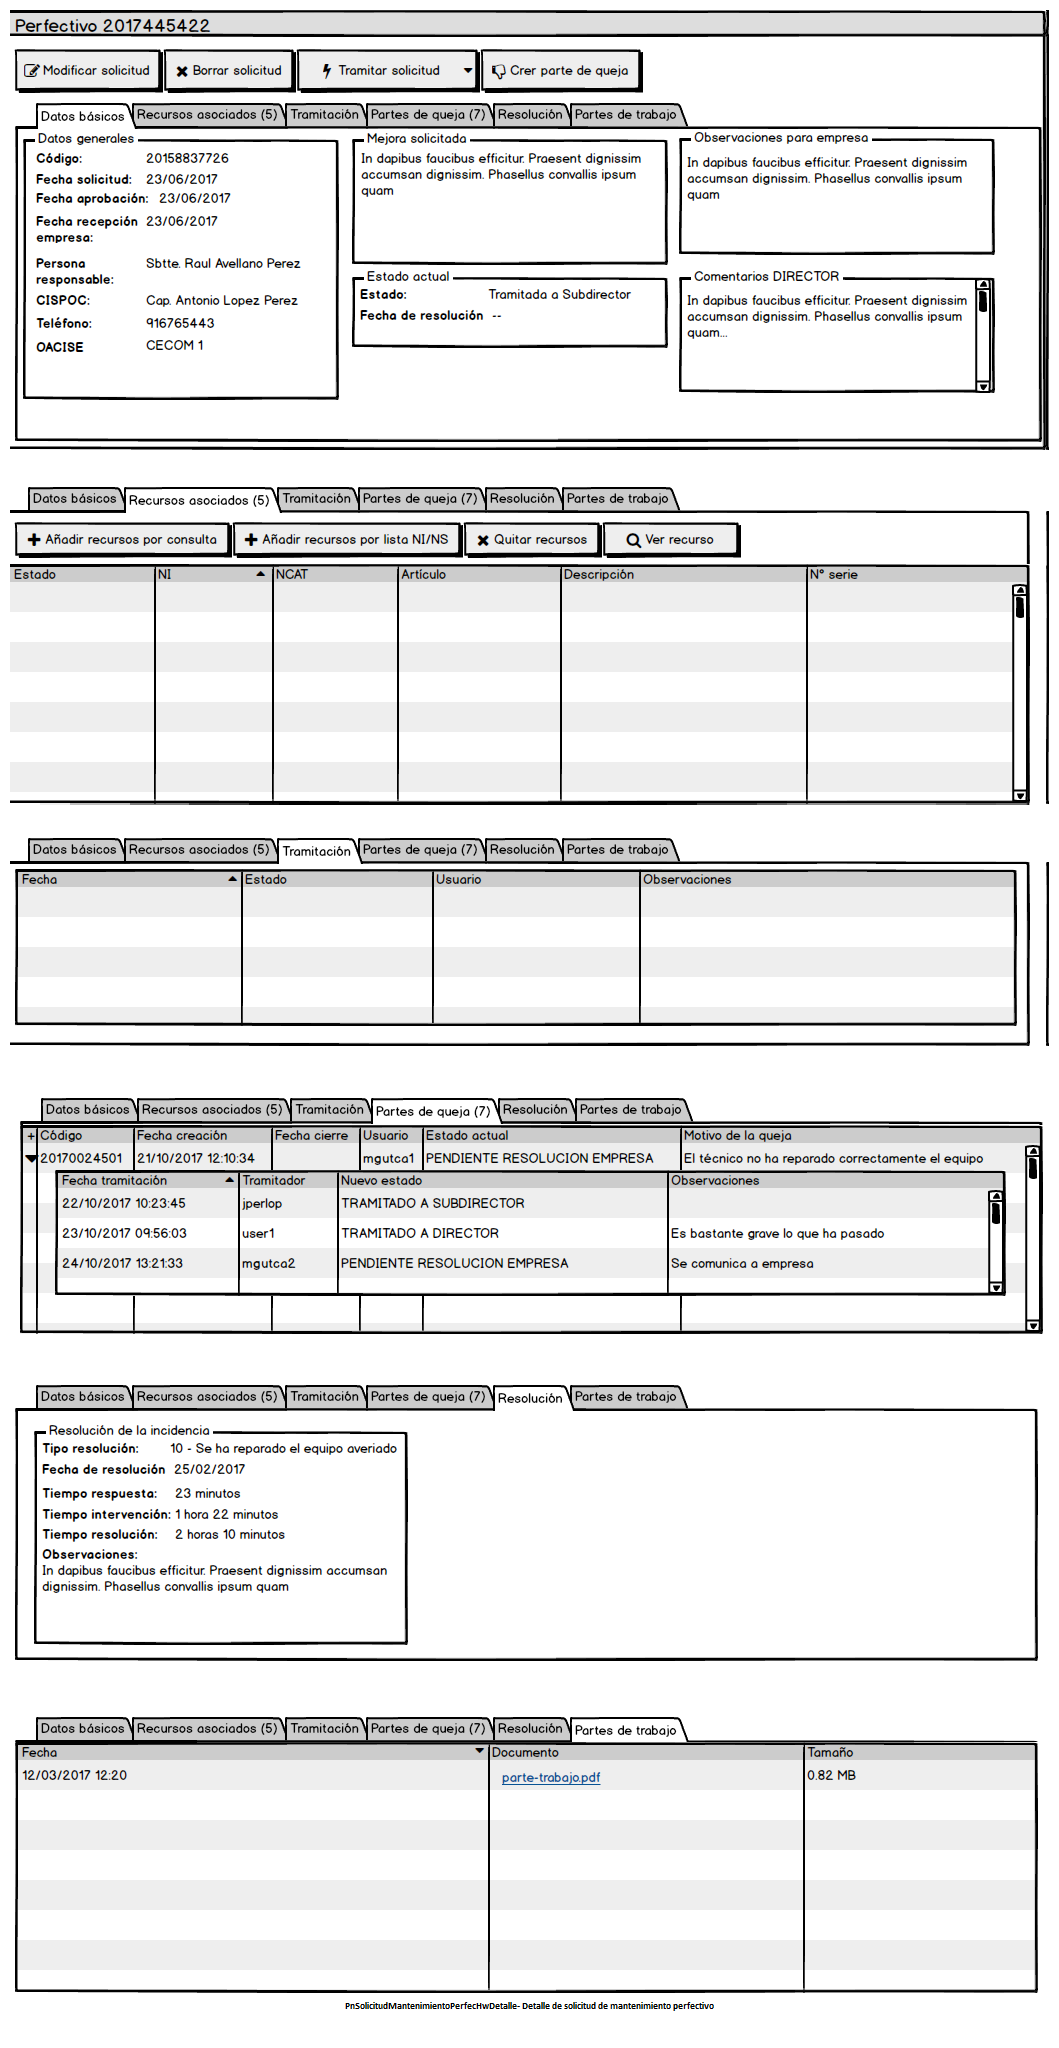 Perfectivo 2017445422
Modificar solicitud Borrar solicitud Tramitar solicitud Crer parte de queja
Datos básicos Recursos asociados (5) Tramitación Partes de queja (7) Resolución Partes de trabajo
Datos generales
Código: 20158837726
Fecha solicitud: 23/06/2017
Fecha aprobación: 23/06/2017
Fecha recepción 23/06/2017
empresa:
Persona Sbtte. Raul Avellano Perez
responsable:
CISPOC: Cap. Antonio Lopez Perez
Teléfono: 916765443
OACISE CECOM 1
Mejora solicitada
In dapibus faucibus efficitur. Praesent dignissim
accumsan dignissim. Phasellus convallis ipsum
quam
Estado actual
Estado: Tramitada a Subdirector
Fecha de resolución --
Observaciones para empresa
In dapibus faucibus efficitur. Praesent dignissim
accumsan dignissim. Phasellus convallis ipsum
quam
Comentarios DIRECTOR
In dapibus faucibus efficitur. Praesent dignissim
accumsan dignissim. Phasellus convallis ipsum
quam...
Datos básicos Recursos asociados (5) Tramitación Partes de queja (7) Resolución Partes de trabajo
Añadir recursos por consulta Añadir recursos por lista NI/NS Quitar recursos Ver recurso
Estado NI NCAT Artículo Descripción Nº serie
Datos básicos Recursos asociados (5) Tramitación Partes de queja (7) Resolución Partes de trabajo
Fecha Estado Usuario Observaciones
Datos básicos Recursos asociados (5) Tramitación Partes de queja (7) Resolución Partes de trabajo
+ Código Fecha creación Fecha cierre Usuario Estado actual Motivo de la queja
20170024501 21/10/2017 12:10:34 mgutca1 PENDIENTE RESOLUCION EMPRESA El técnico no ha reparado correctamente el equipo
Fecha tramitación Tramitador Nuevo estado Observaciones
22/10/2017 10:23:45 jperlop TRAMITADO A SUBDIRECTOR
23/10/2017 09:56:03 user1 TRAMITADO A DIRECTOR Es bastante grave lo que ha pasado
24/10/2017 13:21:33 mgutca2 PENDIENTE RESOLUCION EMPRESA Se comunica a empresa
Datos básicos Recursos asociados (5) Tramitación Partes de queja (7) Resolución Partes de trabajo
Resolución de la incidencia
Tipo resolución: 10 - Se ha reparado el equipo averiado
Fecha de resolución 25/02/2017
Tiempo respuesta: 23 minutos
Tiempo intervención: 1 hora 22 minutos
Tiempo resolución: 2 horas 10 minutos
Observaciones:
In dapibus faucibus efficitur. Praesent dignissim accumsan
dignissim. Phasellus convallis ipsum quam
Datos básicos Recursos asociados (5) Tramitación Partes de queja (7) Resolución Partes de trabajo
Fecha Documento Tamaño
12/03/2017 12:20 parte-trabajo.pdf 0.82 MB
PnSolicitudMantenimientoPerfecHwDetalle- Detalle de solicitud de mantenimiento perfectivo